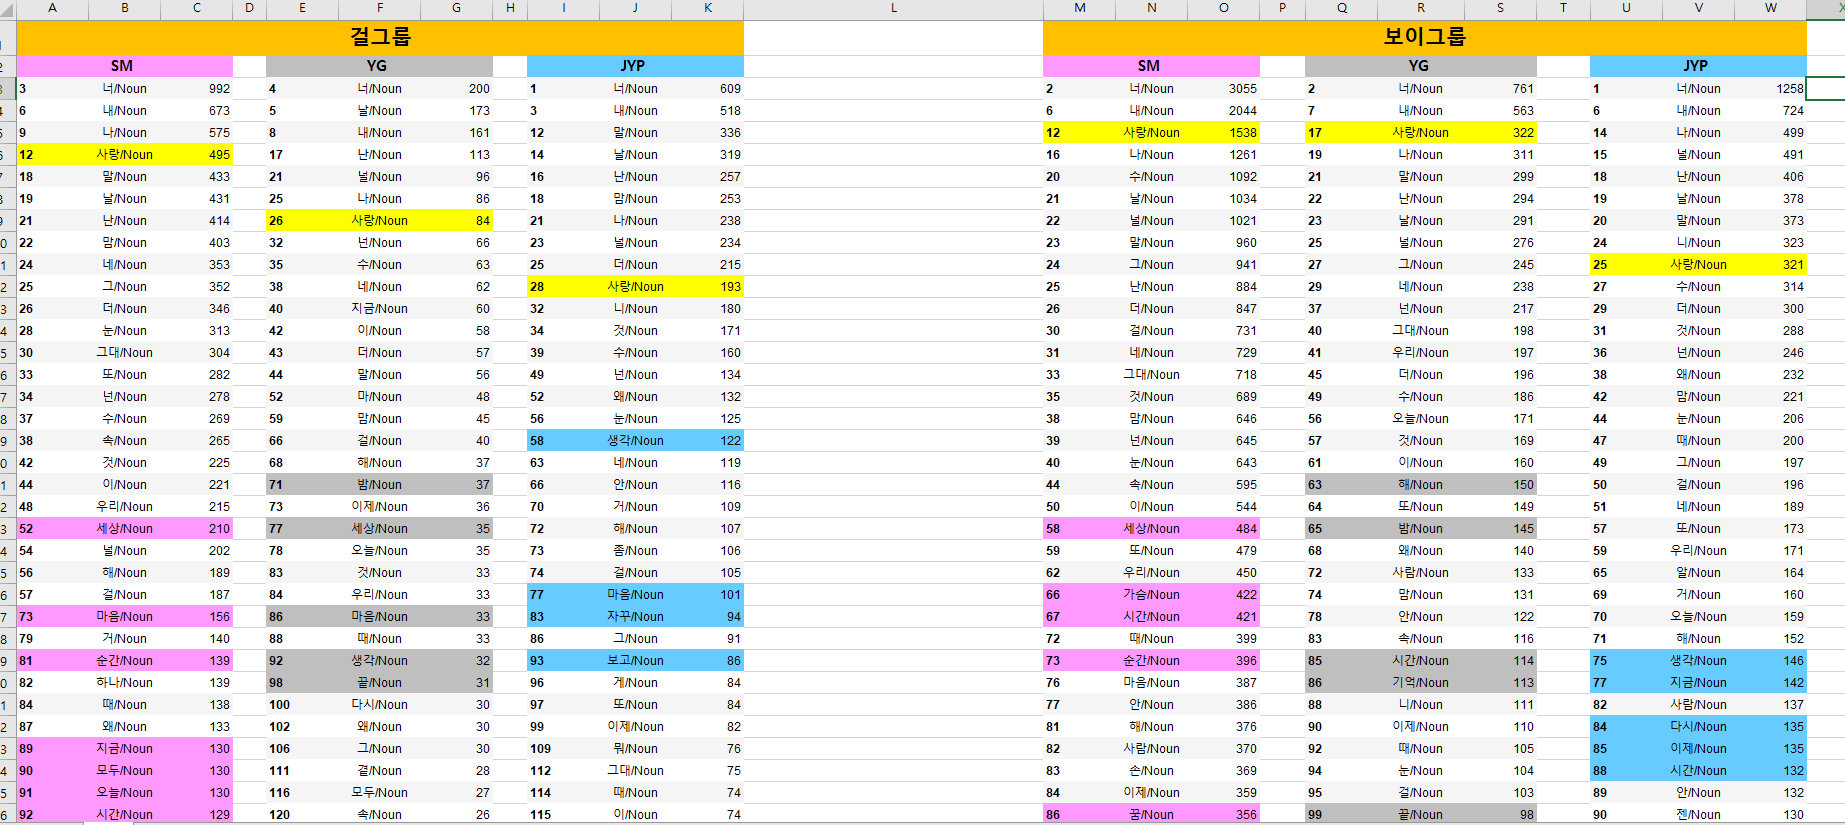 A B C D E F G H I J K L M N O P Q R S T U V W X
걸그룹 보이그룹
SM YG JYP SM YG JYP
3 너/Noun 992 4 너/Noun 200 1 너/Noun 609 2 너/Noun 3055 2 너/Noun 761 1 너/Noun 1258
6 내/Noun 673 5 날/Noun 173 3 내/Noun 518 6 내/Noun 2044 7 내/Noun 563 6 내/Noun 724
9 나/Noun 575 8 내/Noun 161 12 말/Noun 336 12 사랑/Noun 1538 17 사랑/Noun 322 14 나/Noun 499
12 사랑/Noun 495 17 난/Noun 113 14 날/Noun 319 16 나/Noun 1261 19 나/Noun 311 15 널/Noun 491
18 말/Noun 433 21 널/Noun 96 16 난/Noun 257 20 수/Noun 1092 21 말/Noun 299 18 난/Noun 406
19 날/Noun 431 25 나/Noun 86 18 맘/Noun 253 21 날/Noun 1034 22 난/Noun 294 19 날/Noun 378
21 난/Noun 414 26 사랑/Noun 84 21 나/Noun 238 22 널/Noun 1021 23 날/Noun 291 20 말/Noun 373
22 맘/Noun 403 32 넌/Noun 66 23 널/Noun 234 23 말/Noun 960 25 널/Noun 276 24 니/Noun 323
24 네/Noun 353 35 수/Noun 63 25 더/Noun 215 24 그/Noun 941 27 그/Noun 245 25 사랑/Noun 321
25 그/Noun 352 38 네/Noun 62 28 사랑/Noun 193 25 난/Noun 884 29 네/Noun 238 27 수/Noun 314
26 더/Noun 346 40 지금/Noun 60 32 니/Noun 180 26 더/Noun 847 37 넌/Noun 217 29 더/Noun 300
28 눈/Noun 313 42 이/Noun 58 34 것/Noun 171 30 걸/Noun 731 40 그대/Noun 198 31 것/Noun 288
30 그대/Noun 304 43 더/Noun 57 39 수/Noun 160 31 네/Noun 729 41 우리/Noun 197 36 넌/Noun 246
33 또/Noun 282 44 말/Noun 56 49 넌/Noun 134 33 그대/Noun 718 45 더/Noun 196 38 왜/Noun 232
34 넌/Noun 278 52 마/Noun 48 52 왜/Noun 132 35 것/Noun 689 49 수/Noun 186 42 맘/Noun 221
37 수/Noun 269 59 맘/Noun 45 56 눈/Noun 125 38 맘/Noun 646 56 오늘/Noun 171 44 눈/Noun 206
38 속/Noun 265 66 걸/Noun 40 58 생각/Noun 122 39 넌/Noun 645 57 것/Noun 169 47 때/Noun 200
42 것/Noun 225 68 해/Noun 37 63 네/Noun 119 40 눈/Noun 643 61 이/Noun 160 49 그/Noun 197
44 이/Noun 221 71 밤/Noun 37 66 안/Noun 116 44 속/Noun 595 63 해/Noun 150 50 걸/Noun 196
48 우리/Noun 215 73 이제/Noun 36 70 거/Noun 109 50 이/Noun 544 64 또/Noun 149 51 네/Noun 189
52 세상/Noun 210 77 세상/Noun 35 72 해/Noun 107 58 세상/Noun 484 65 밤/Noun 145 57 또/Noun 173
54 널/Noun 202 78 오늘/Noun 35 73 좀/Noun 106 59 또/Noun 479 68 왜/Noun 140 59 우리/Noun 171
56 해/Noun 189 83 것/Noun 33 74 걸/Noun 105 62 우리/Noun 450 72 사람/Noun 133 65 알/Noun 164
57 걸/Noun 187 84 우리/Noun 33 77 마음/Noun 101 66 가슴/Noun 422 74 맘/Noun 131 69 거/Noun 160
73 마음/Noun 156 86 마음/Noun 33 83 자꾸/Noun 94 67 시간/Noun 421 78 안/Noun 122 70 오늘/Noun 159
79 거/Noun 140 88 때/Noun 33 86 그/Noun 91 72 때/Noun 399 83 속/Noun 116 71 해/Noun 152
81 순간/Noun 139 92 생각/Noun 32 93 보고/Noun 86 73 순간/Noun 396 85 시간/Noun 114 75 생각/Noun 146
82 하나/Noun 139 98 끝/Noun 31 96 게/Noun 84 76 마음/Noun 387 86 기억/Noun 113 77 지금/Noun 142
84 때/Noun 138 100 다시/Noun 30 97 또/Noun 84 77 안/Noun 386 88 니/Noun 111 82 사람/Noun 137
87 왜/Noun 133 102 왜/Noun 30 99 이제/Noun 82 81 해/Noun 376 90 이제/Noun 110 84 다시/Noun 135
89 지금/Noun 130 106 그/Noun 30 109 뭐/Noun 76 82 사람/Noun 370 92 때/Noun 105 85 이제/Noun 135
90 모두/Noun 130 111 곁/Noun 28 112 그대/Noun 75 83 손/Noun 369 94 눈/Noun 104 88 시간/Noun 132
91 오늘/Noun 130 116 모두/Noun 27 114 때/Noun 74 84 이제/Noun 359 95 걸/Noun 103 89 안/Noun 132
92 시간/Noun 129 120 속/Noun 26 115 이/Noun 74 86 꿈/Noun 356 99 끝/Noun 98 90 젠/Noun 130